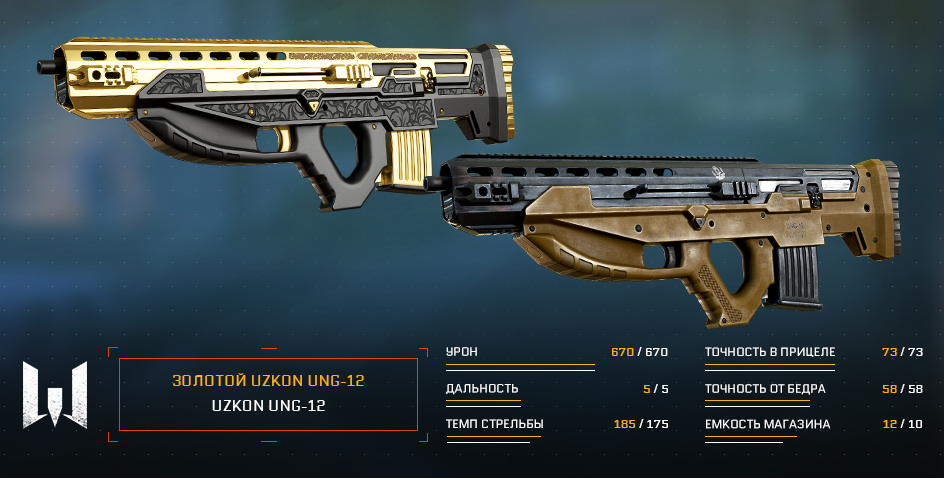 ЗОЛОТОЙ UZKON UNG-12
UZKON UNG-12
УРОН 670 / 670
ДАЛЬНОСТЬ 5 / 5
ТЕМП СТРЕЛЬБЫ 185 / 175
ТОЧНОСТЬ В ПРИЦЕЛЕ 73 / 73
ТОЧНОСТЬ ОТ БЕДРА 58 / 58
ЕМКОСТЬ МАГАЗИНА 12 / 10